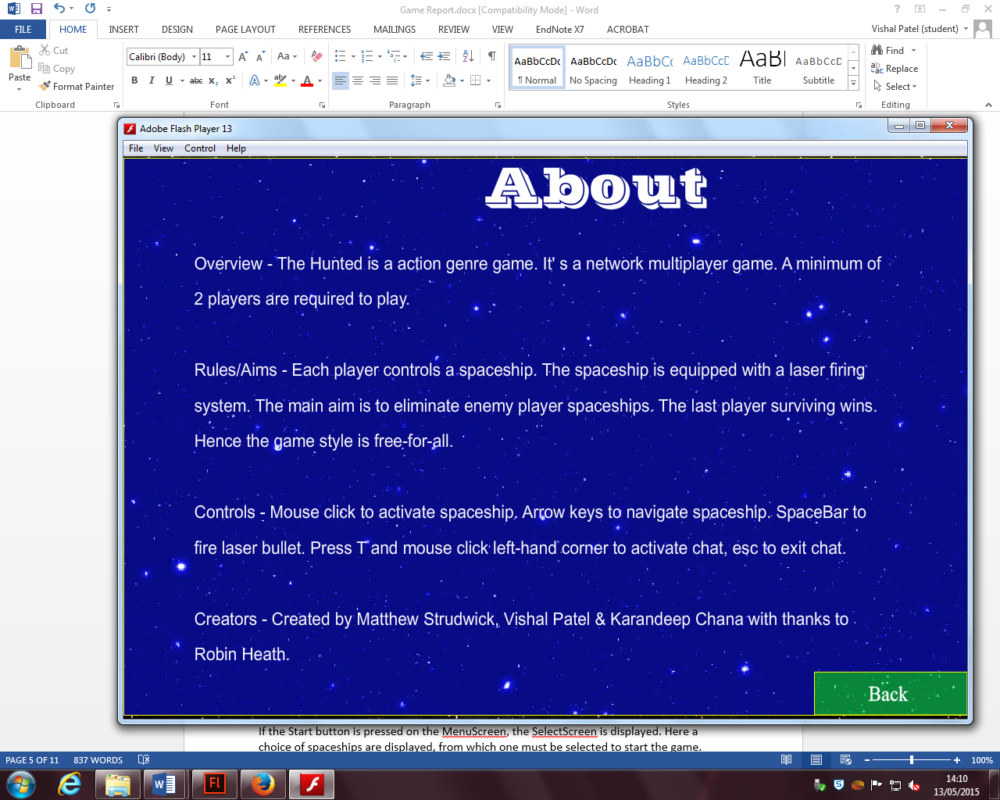 Game Report.docx [Compatibility Mode] - Word
FILE HOME INSERT DESIGN PAGE LAYOUT REFERENCES MAILINGS REVIEW VIEW EndNote X7 ACROBAT Vishal Patel (student)
Paste
Cut
Copy
Format Painter
Calibri (Body) 11
Aa
B I U abc x2 x2 A ab A
AaBbCcDc AaBbCcDc AaBbCc AaBbCcD AaBl AaBbCcD
¶ Normal No Spacing Heading 1 Heading 2 Title Subtitle
Find
Replace
Select
Clipboard Font Paragraph Styles Editing
Adobe Flash Player 13
File View Control Help
About
Overview - The Hunted is a action genre game. It' s a network multiplayer game. A minimum of
2 players are required to play.
Rules/Aims - Each player controls a spaceship. The spaceship is equipped with a laser firing
system. The main aim is to eliminate enemy player spaceships. The last player surviving wins.
Hence the game style is free-for-all.
Controls - Mouse click to activate spaceship. Arrow keys to navigate spaceship. SpaceBar to
fire laser bullet. Press T and mouse click left-hand corner to activate chat, esc to exit chat.
Creators - Created by Matthew Strudwick, Vishal Patel & Karandeep Chana with thanks to
Robin Heath.
Back
If the Start button is pressed on the MenuScreen, the SelectScreen is displayed. Here a
choice of spaceships are displayed, from which one must be selected to start the game.
PAGE 5 OF 11 837 WORDS 100%
14:10
13/05/2015